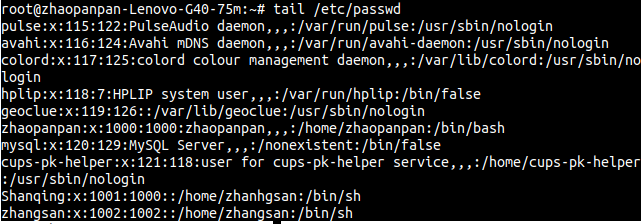 root@zhaopanpan-Lenovo-G40-75m:~# tail /etc/passwd
pulse:x:115:122:PulseAudio daemon,,,:/var/run/pulse:/usr/sbin/nologin
avahi:x:116:124:Avahi mDNS daemon,,,:/var/run/avahi-daemon:/usr/sbin/nologin
colord:x:117:125:colord colour management daemon,,,:/var/lib/colord:/usr/sbin/no
login
hplip:x:118:7:HPLIP system user,,,:/var/run/hplip:/bin/false
geoclue:x:119:126::/var/lib/geoclue:/usr/sbin/nologin
zhaopanpan:x:1000:1000:zhaopanpan,,,:/home/zhaopanpan:/bin/bash
mysql:x:120:129:MySQL Server,,,:/nonexistent:/bin/false
cups-pk-helper:x:121:118:user for cups-pk-helper service,,,:/home/cups-pk-helper
:/usr/sbin/nologin
Shanqing:x:1001:1000::/home/zhanhgsan:/bin/sh
zhangsan:x:1002:1002::/home/zhangsan:/bin/sh